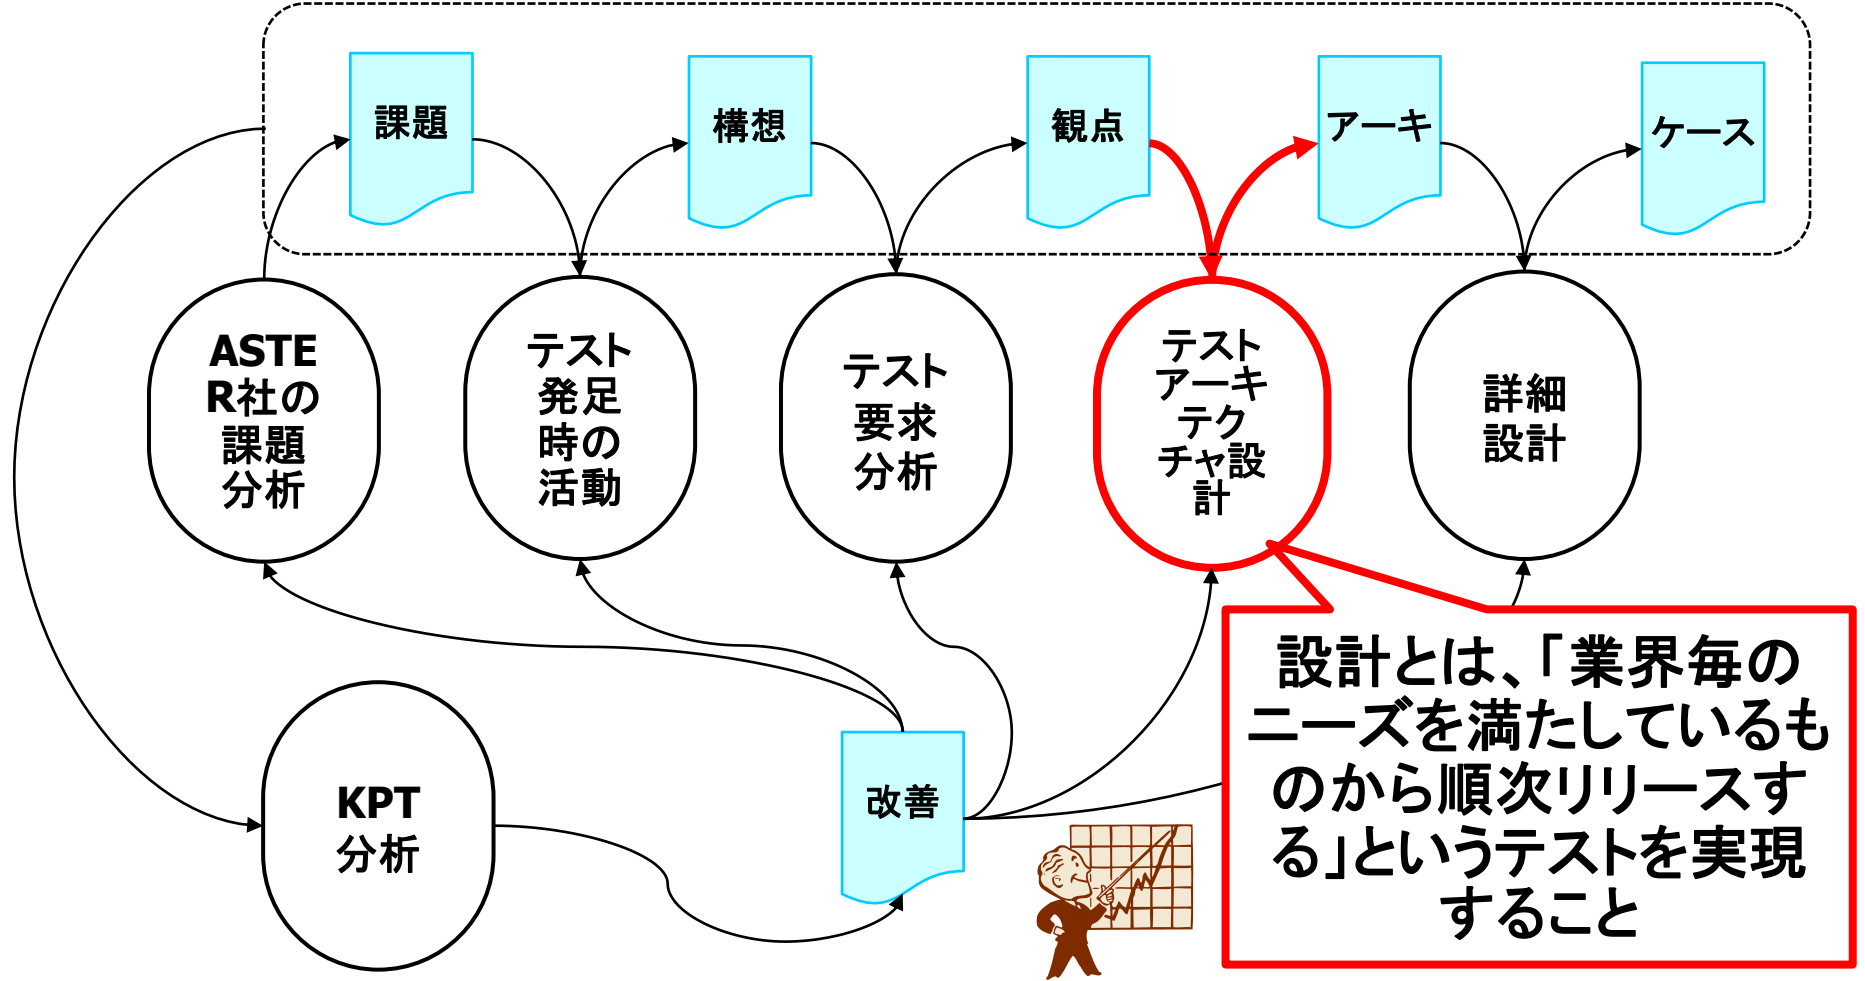 課題
構想
観点
アーキ
ケース
ASTE
R社の
課題
分析
テスト
発足
時の
活動
テスト
要求
分析
テスト
アーキ
テク
チャ設
計
詳細
設計
KPT
分析
改善
設計とは、「業界毎の
ニーズを満たしているも
のから順次リリースす
る」というテストを実現
すること